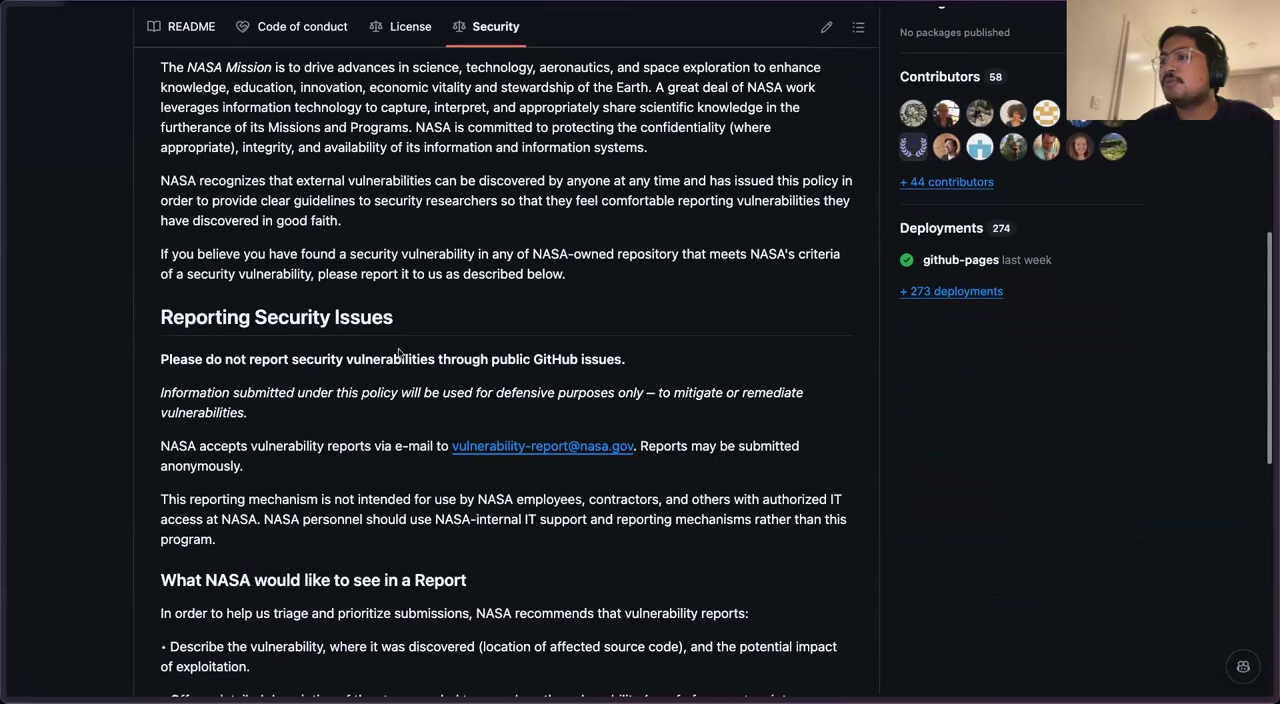 README
Code of conduct
License
Security
The NASA Mission is to drive advances in science, technology, aeronautics, and space exploration to enhance
knowledge, education, innovation, economic vitality and stewardship of the Earth. A great deal of NASA work
leverages information technology to capture, interpret, and appropriately share scientific knowledge in the
furtherance of its Missions and Programs. NASA is committed to protecting the confidentiality (where
appropriate), integrity, and availability of its information and information systems.
NASA recognizes that external vulnerabilities can be discovered by anyone at any time and has issued this policy in
order to provide clear guidelines to security researchers so that they feel comfortable reporting vulnerabilities they
have discovered in good faith.
If you believe you have found a security vulnerability in any of NASA-owned repository that meets NASA's criteria
of a security vulnerability, please report it to us as described below.
Reporting Security Issues
Please do not report security vulnerabilities through public GitHub issues.
Information submitted under this policy will be used for defensive purposes only – to mitigate or remediate
vulnerabilities.
NASA accepts vulnerability reports via e-mail to vulnerability-report@nasa.gov. Reports may be submitted
anonymously.
This reporting mechanism is not intended for use by NASA employees, contractors, and others with authorized IT
access at NASA. NASA personnel should use NASA-internal IT support and reporting mechanisms rather than this
program.
What NASA would like to see in a Report
In order to help us triage and prioritize submissions, NASA recommends that vulnerability reports:
• Describe the vulnerability, where it was discovered (location of affected source code), and the potential impact
of exploitation.
No packages published
Contributors 58
+ 44 contributors
Deployments 274
github-pages last week
+ 273 deployments